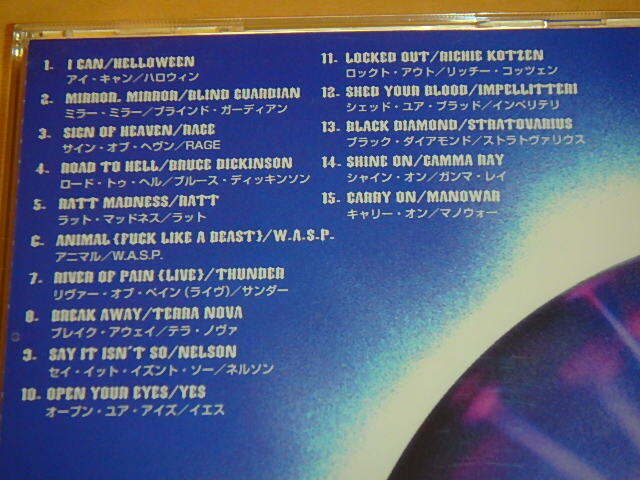 1. I CAN/HELLOWEEN
アイ・キャン/ハロウィン
2. MIRROR, MIRROR/BLIND GUARDIAN
ミラー・ミラー/ブラインド・ガーディアン
3. SIGN OF HEAVEN/RAGE
サイン・オブ・ヘヴン/RAGE
4. ROAD TO HELL/BRUCE DICKINSON
ロード・トゥ・ヘル/ブルース・ディッキンソン
5. RATT MADNESS/RATT
ラット・マッドネス/ラット
6. ANIMAL (FUCK LIKE A BEAST)/W.A.S.P.
アニマル/W.A.S.P.
7. RIVER OF PAIN (LIVE)/THUNDER
リヴァー・オブ・ペイン(ライヴ)/サンダー
8. BREAK AWAY/TERRA NOVA
ブレイク・アウェイ/テラ・ノヴァ
9. SAY IT ISN'T SO/NELSON
セイ・イット・イズント・ソー/ネルソン
10. OPEN YOUR EYES/YES
オープン・ユア・アイズ/イエス
11. LOCKED OUT/RICHIE KOTZEN
ロックト・アウト/リッチー・コッツェン
12. SHED YOUR BLOOD/IMPELLITTERI
シェッド・ユア・ブラッド/インペリテリ
13. BLACK DIAMOND/STRATOVARIUS
ブラック・ダイアモンド/ストラトヴァリウス
14. SHINE ON/GAMMA RAY
シャイン・オン/ガンマ・レイ
15. CARRY ON/MANOWAR
キャリー・オン/マノウォー